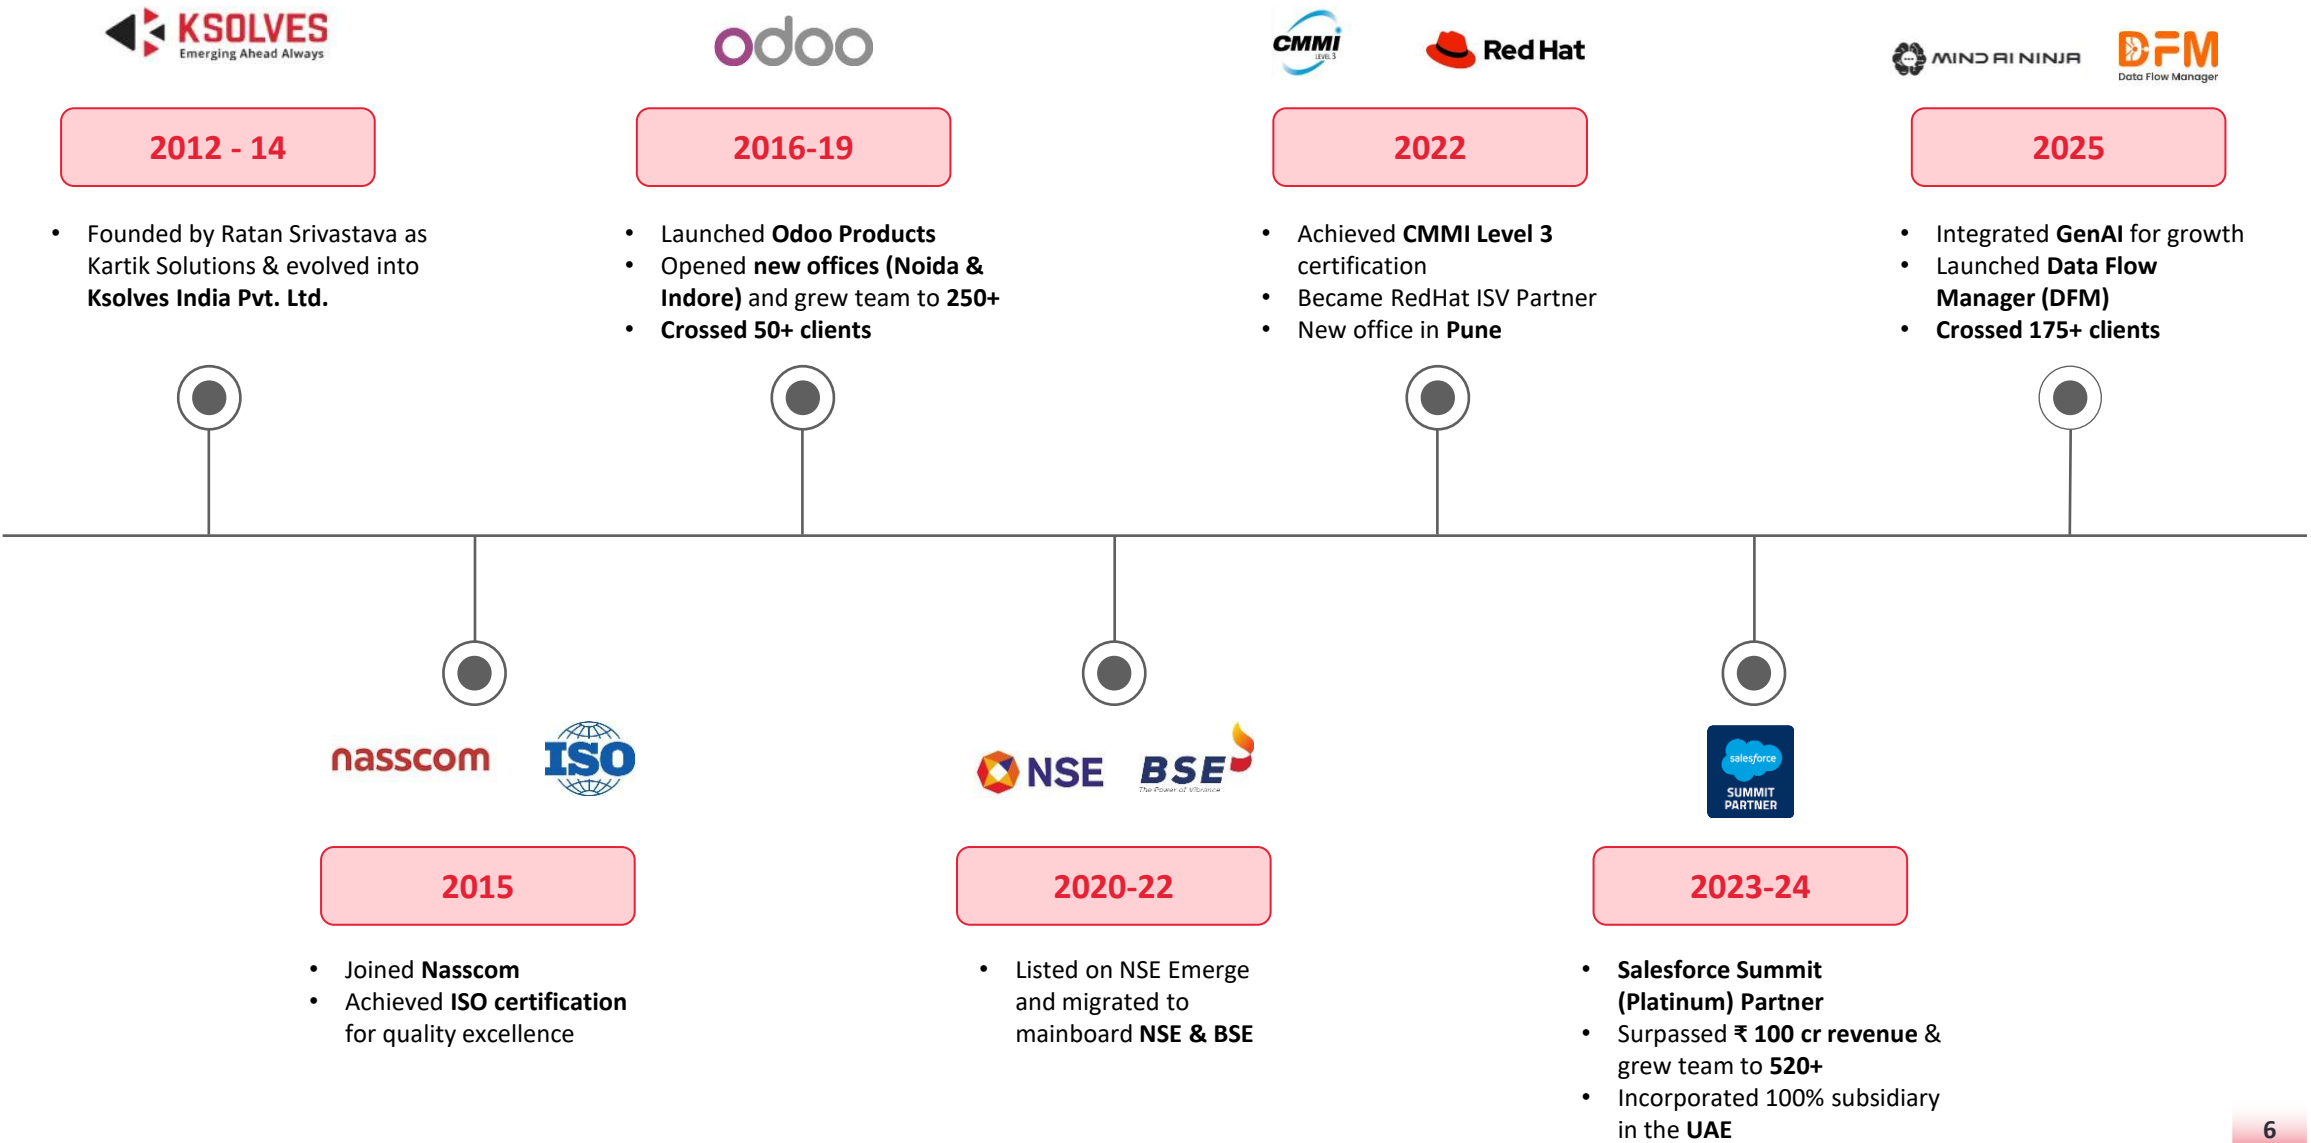 KSOLVES
Emerging Ahead Always
2012 - 14
• Founded by Ratan Srivastava as
Kartik Solutions & evolved into
Ksolves India Pvt. Ltd.
odoo
2016-19
• Launched Odoo Products
• Opened new offices (Noida &
Indore) and grew team to 250+
• Crossed 50+ clients
CMMI
LEVEL 3
Red Hat
2022
• Achieved CMMI Level 3
certification
• Became RedHat ISV Partner
• New office in Pune
MIND AI NINJA
DFM
Data Flow Manager
2025
• Integrated GenAI for growth
• Launched Data Flow
Manager (DFM)
• Crossed 175+ clients
nasscom
ISO
2015
• Joined Nasscom
• Achieved ISO certification
for quality excellence
NSE
BSE
The Power of Vibrance
2020-22
• Listed on NSE Emerge
and migrated to
mainboard NSE & BSE
salesforce
SUMMIT
PARTNER
2023-24
• Salesforce Summit
(Platinum) Partner
• Surpassed ₹ 100 cr revenue &
grew team to 520+
• Incorporated 100% subsidiary
in the UAE
6